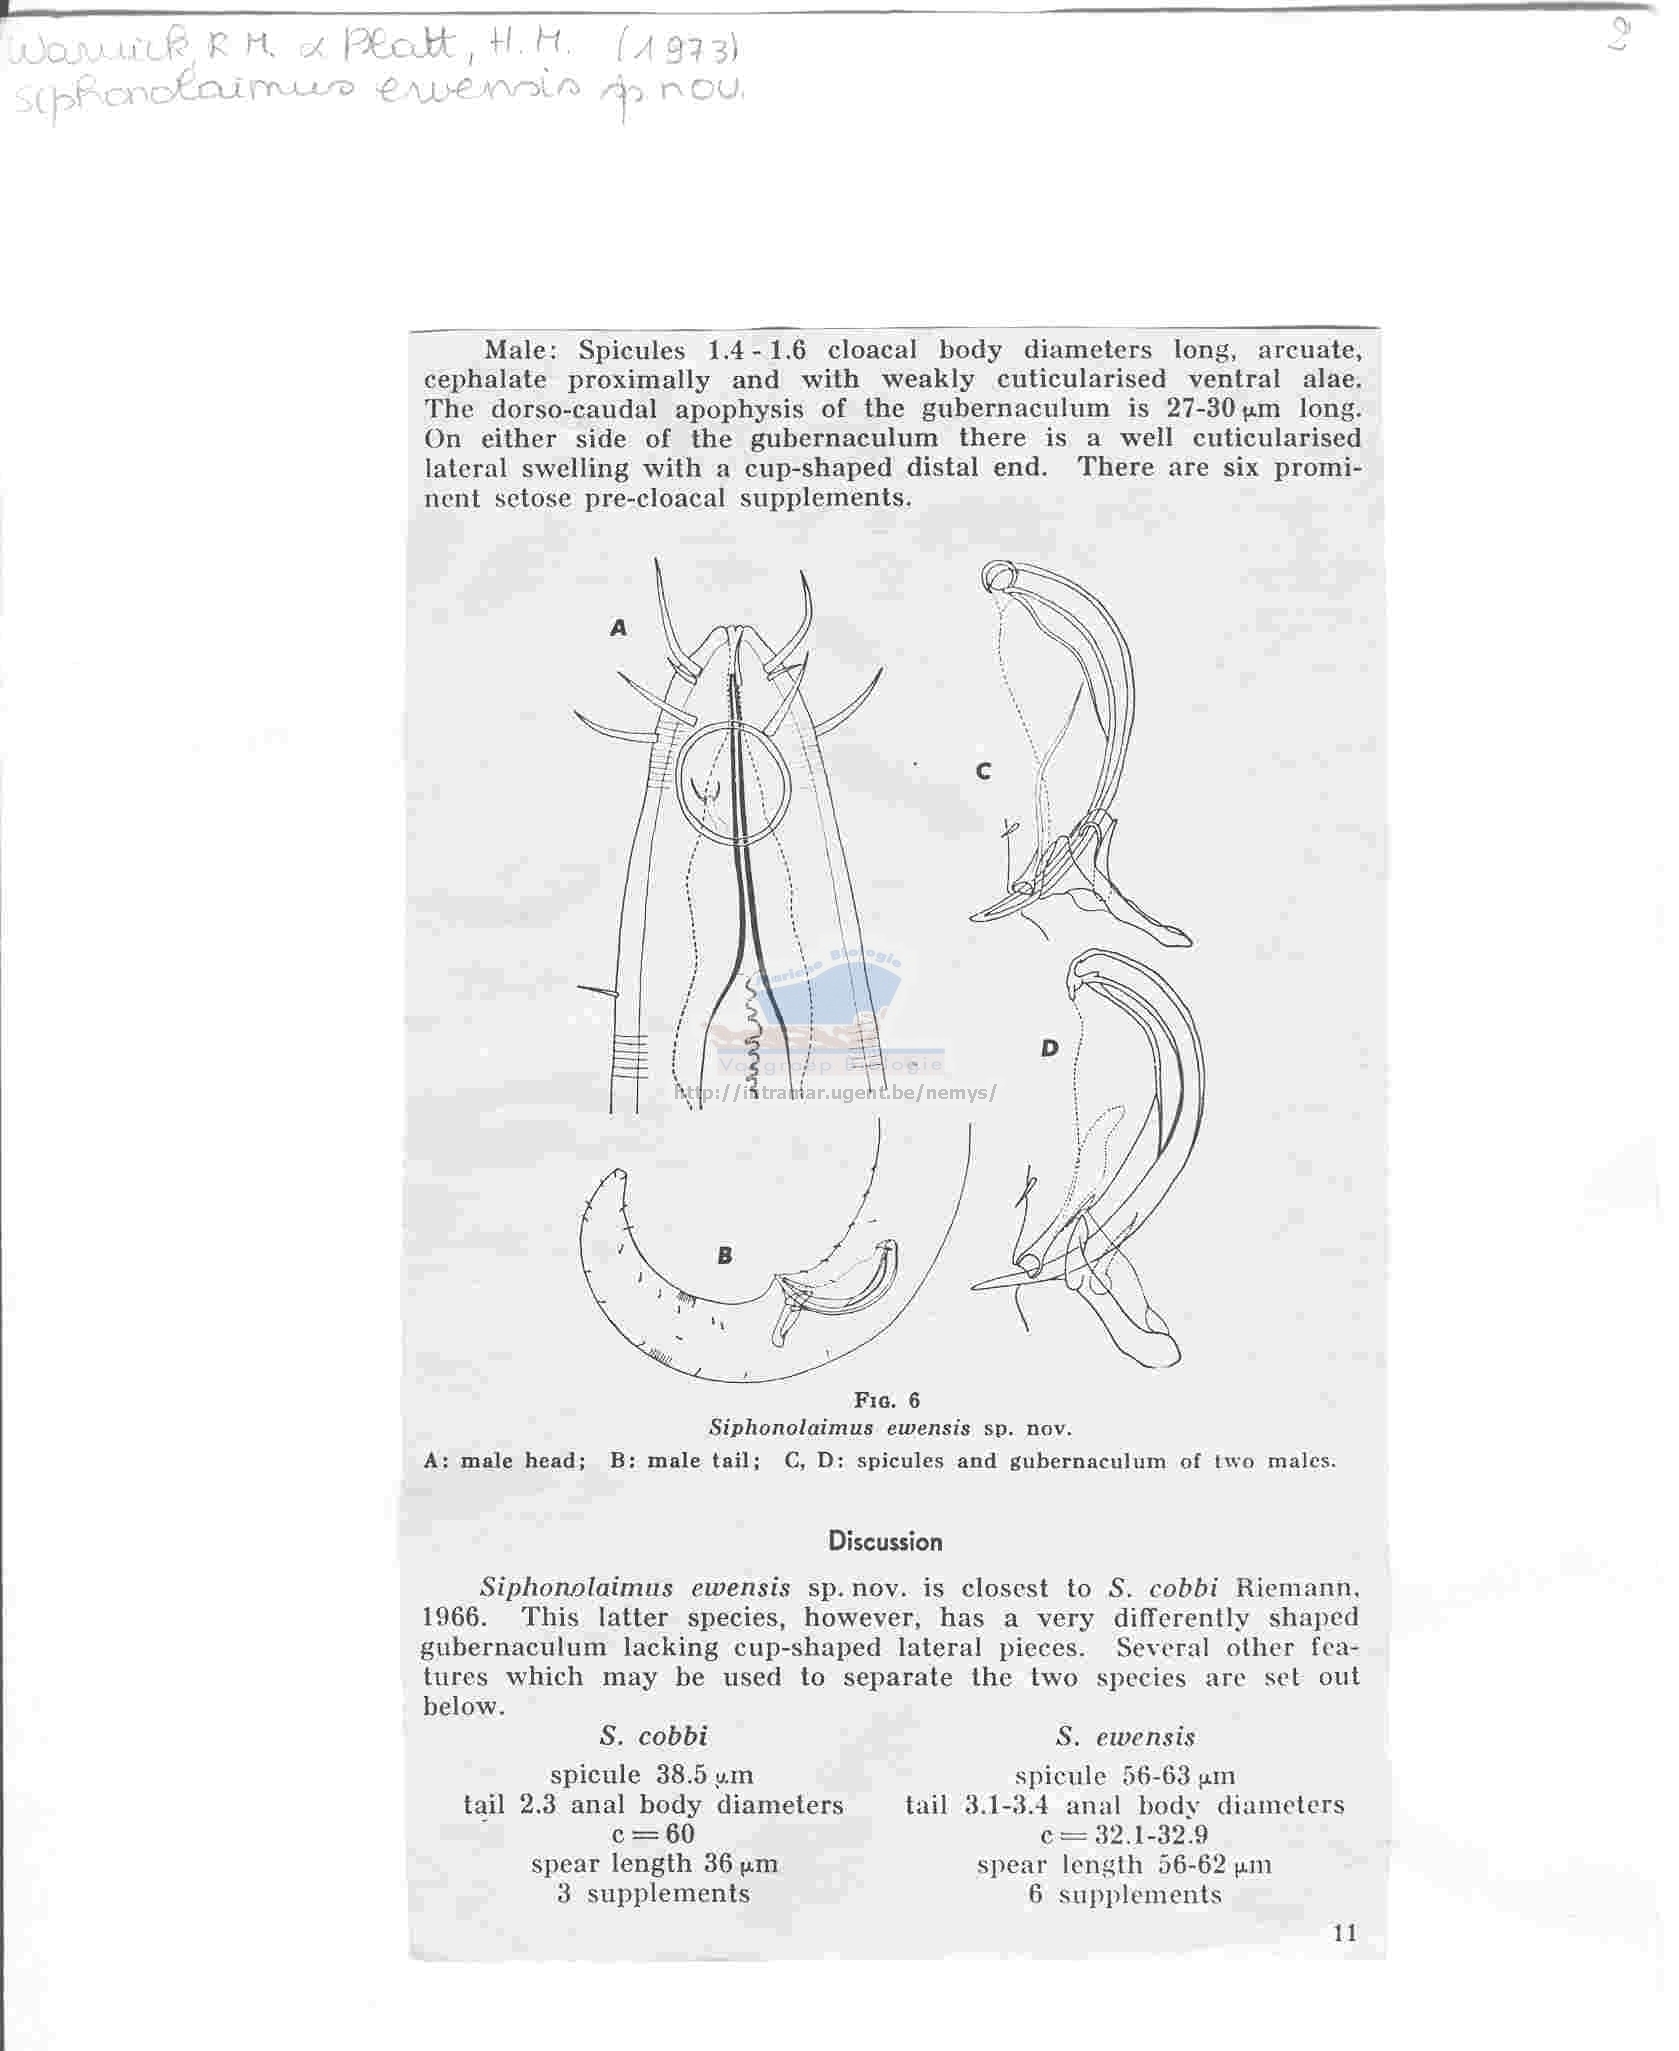 Warwick, R M. & Platt, H. M. (1973)
Siphonolaimus ewensis sp nov.
2
Male: Spicules 1.4 - 1.6 cloacal body diameters long, arcuate,
cephalate proximally and with weakly cuticularised ventral alae.
The dorso-caudal apophysis of the gubernaculum is 27-30 µm long.
On either side of the gubernaculum there is a well cuticularised
lateral swelling with a cup-shaped distal end. There are six promi-
nent setose pre-cloacal supplements.
A
C
Mariene Biologie
D
Vakgroep Biologie
http://intramar.ugent.be/nemys/
B
FIG. 6
Siphonolaimus ewensis sp. nov.
A: male head; B: male tail; C, D: spicules and gubernaculum of two males.
Discussion
Siphonolaimus ewensis sp. nov. is closest to S. cobbi Riemann,
1966. This latter species, however, has a very differently shaped
gubernaculum lacking cup-shaped lateral pieces. Several other fea-
tures which may be used to separate the two species are set out
below.
S. cobbi S. ewensis
spicule 38.5 µm spicule 56-63 µm
tail 2.3 anal body diameters tail 3.1-3.4 anal body diameters
c = 60 c = 32.1-32.9
spear length 36 µm spear length 56-62 µm
3 supplements 6 supplements
11